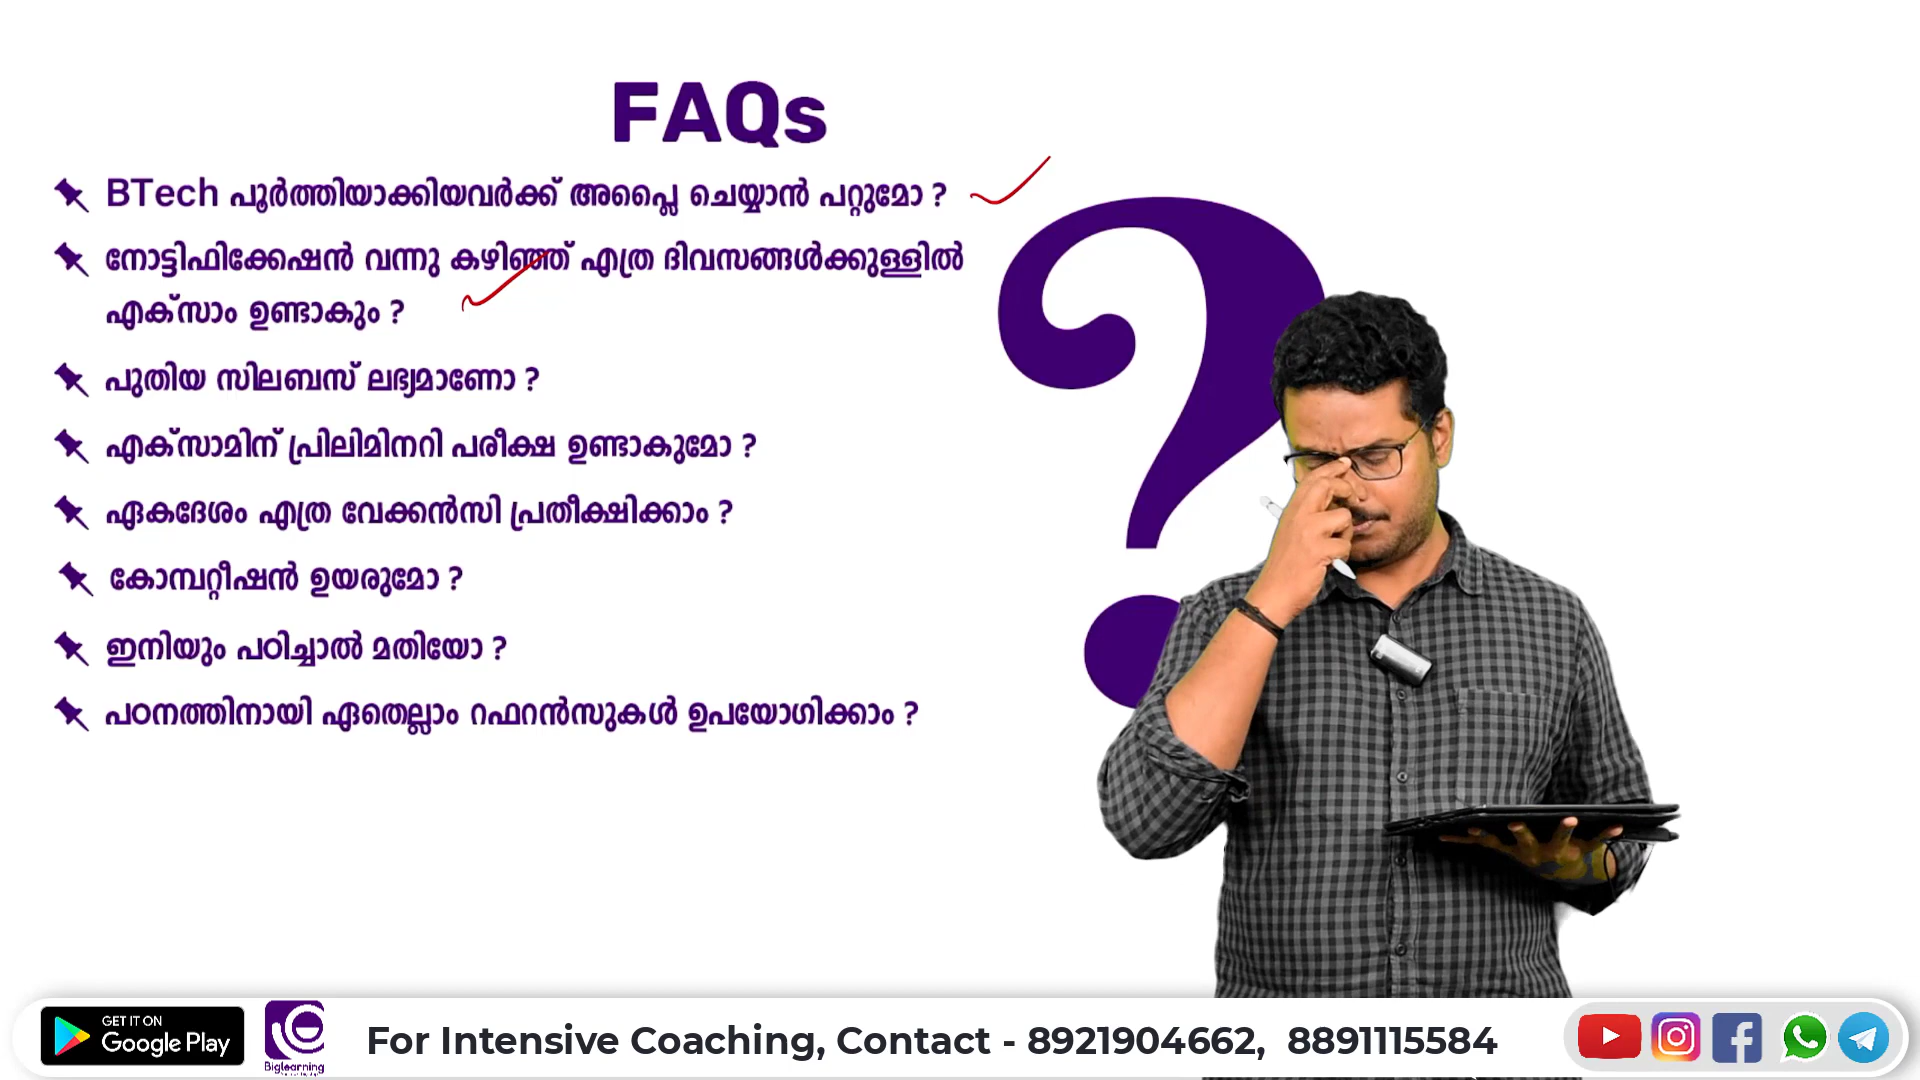 FAQs
BTech പൂർത്തിയാക്കിയവർക്ക് അപ്ലൈ ചെയ്യാൻ പറ്റുമോ ?
നോട്ടിഫിക്കേഷൻ വന്നു കഴിഞ്ഞ് എത്ര ദിവസങ്ങൾക്കുള്ളിൽ
എക്സാം ഉണ്ടാകും ?
പുതിയ സിലബസ് ലഭ്യമാണോ ?
എക്സാമിന് പ്രിലിമിനറി പരീക്ഷ ഉണ്ടാകുമോ ?
ഏകദേശം എത്ര വേക്കൻസി പ്രതീക്ഷിക്കാം ?
കോമ്പറ്റീഷൻ ഉയരുമോ ?
ഇനിയും പഠിച്ചാൽ മതിയോ ?
പഠനത്തിനായി ഏതെല്ലാം റഫറൻസുകൾ ഉപയോഗിക്കാം ?
GET IT ON
Google Play
Biglearning
For Intensive Coaching, Contact - 8921904662, 8891115584